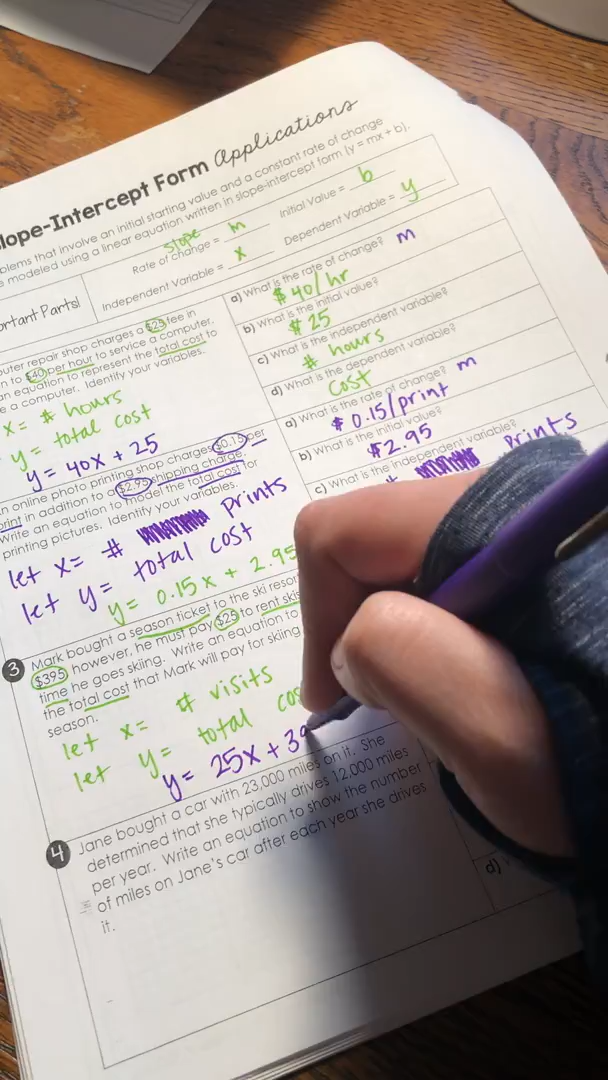 lope-Intercept Form Applications
blems that involve an initial starting value and a constant rate of change
e modeled using a linear equation written in slope-intercept form (y = mx + b).
ortant Parts!
slope
Rate of change = m
Initial Value = b
Independent Variable = x
Dependent Variable = y
uter repair shop charges a $25 fee in
n to $40 per hour to service a computer.
an equation to represent the total cost to
e a computer. Identify your variables.
x = # hours
y = total cost
y = 40x + 25
a) What is the rate of change? m
$40/hr
b) What is the initial value?
$25
c) What is the independent variable?
# hours
d) What is the dependent variable?
cost
n online photo printing shop charges $0.15 per
print in addition to a $2.95 shipping charge.
Write an equation to model the total cost for
printing pictures. Identify your variables.
let x = # prints
let y = total cost
y = 0.15x + 2.95
a) What is the rate of change? m
$0.15/print
b) What is the initial value?
$2.95
c) What is the independent variable?
prints
3 Mark bought a season ticket to the ski resor
$395 however, he must pay $25 to rent skis
time he goes skiing. Write an equation to
the total cost that Mark will pay for skiing
season.
let x = # visits
let y = total cos
y = 25x + 39
4 Jane bought a car with 23,000 miles on it. She
determined that she typically drives 12,000 miles
per year. Write an equation to show the number
of miles on Jane's car after each year she drives
it.
d)